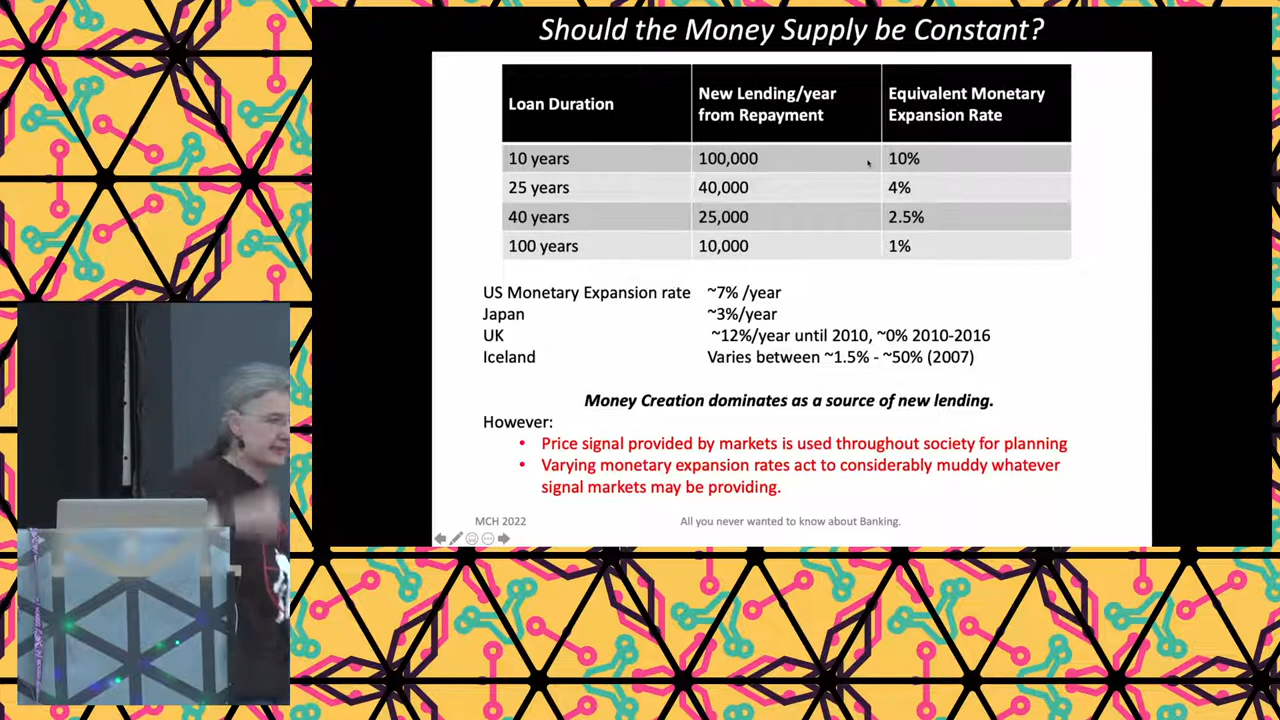 Should the Money Supply be Constant?
Loan Duration
New Lending/year
from Repayment
Equivalent Monetary
Expansion Rate
10 years 100,000 10%
25 years 40,000 4%
40 years 25,000 2.5%
100 years 10,000 1%
US Monetary Expansion rate ~7% /year
Japan ~3%/year
UK ~12%/year until 2010, ~0% 2010-2016
Iceland Varies between ~1.5% - ~50% (2007)
Money Creation dominates as a source of new lending.
However:
• Price signal provided by markets is used throughout society for planning
• Varying monetary expansion rates act to considerably muddy whatever
signal markets may be providing.
MCH 2022 All you never wanted to know about Banking.